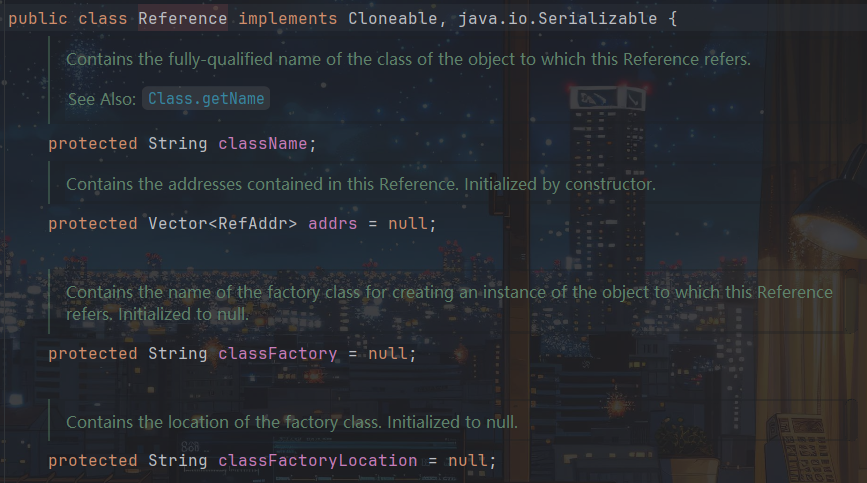 public class Reference implements Cloneable, java.io.Serializable {
Contains the fully-qualified name of the class of the object to which this Reference refers.
See Also: Class.getName
protected String className;
Contains the addresses contained in this Reference. Initialized by constructor.
protected Vector<RefAddr> addrs = null;
Contains the name of the factory class for creating an instance of the object to which this Reference
refers. Initialized to null.
protected String classFactory = null;
Contains the location of the factory class. Initialized to null.
protected String classFactoryLocation = null;